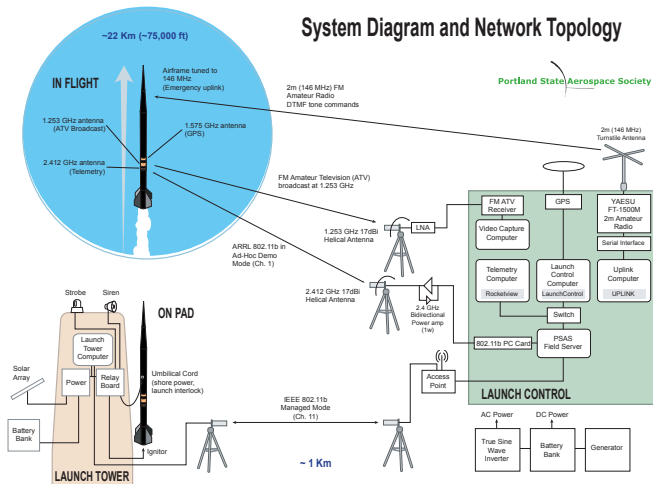 System Diagram and Network Topology
~22 Km (~75,000 ft)
IN FLIGHT
Airframe tuned to
146 MHz
(Emergency uplink)
2m (146 MHz) FM
Amateur Radio
DTMF tone commands
Portland State Aerospace Society
1.253 GHz antenna
(ATV Broadcast)
1.575 GHz antenna
(GPS)
2.412 GHz antenna
(Telemetry)
2m (146 MHz)
Turnstile Antenna
FM Amateur Television (ATV)
broadcast at 1.253 GHz
ARRL 802.11b in
Ad-Hoc Demo
Mode (Ch. 1)
1.253 GHz 17dBi
Helical Antenna
LNA
FM ATV
Receiver
GPS
YAESU
FT-1500M
2m Amateur
Radio
Video Capture
Computer
Serial Interface
Telemetry
Computer
Rocketview
Launch
Control
Computer
LaunchControl
Uplink
Computer
UPLINK
2.412 GHz 17dBi
Helical Antenna
2.4 GHz
Bidirectional
Power amp
(1w)
Switch
802.11b PC Card
PSAS
Field Server
Access
Point
LAUNCH CONTROL
Strobe
Siren
ON PAD
Launch
Tower
Computer
Solar
Array
Power
Relay
Board
Umbilical Cord
(shore power,
launch interlock)
Battery
Bank
Ignitor
LAUNCH TOWER
IEEE 802.11b
Managed Mode
(Ch. 11)
~ 1 Km
AC Power
DC Power
True Sine
Wave
Inverter
Battery
Bank
Generator